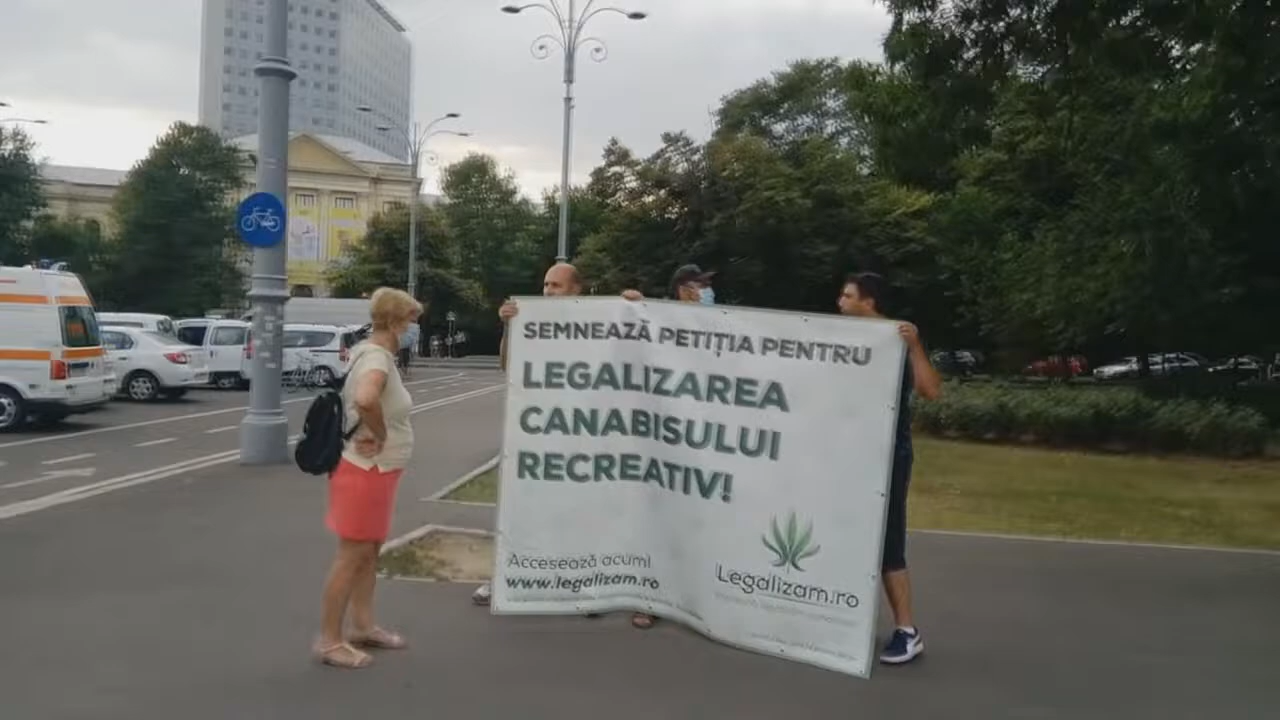 SEMNEAZĂ PETIȚIA PENTRU
LEGALIZAREA
CANABISULUI
RECREATIV!
Accesează acum!
www.legalizam.ro
Legalizam.ro